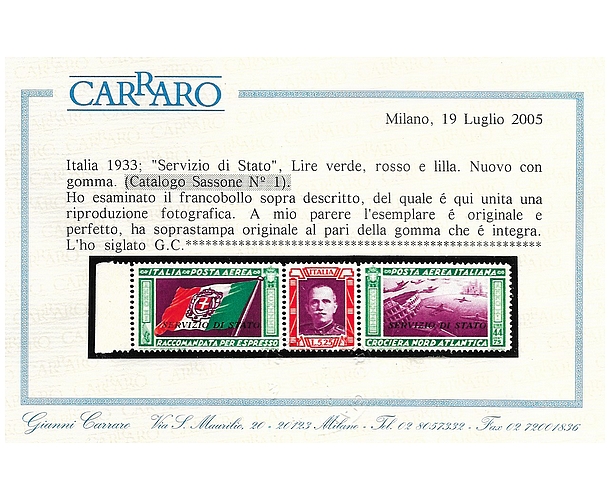 CARRARO
Milano, 19 Luglio 2005
Italia 1933; "Servizio di Stato", Lire verde, rosso e lilla. Nuovo con
gomma. (Catalogo Sassone Nº 1).
Ho esaminato il francobollo sopra descritto, del quale é qui unita una
riproduzione fotografica. A mio parere l'esemplare é originale e
perfetto, ha soprastampa originale al pari della gomma che é integra.
L'ho siglato G.C.**************************************************
ITALIA POSTA AEREA
ITALIA
POSTA AEREA ITALIANA
SERVIZIO DI STATO
SERVIZIO DI STATO
44
75
RACCOMANDATA PER ESPRESSO
L.5.25
CROCIERA NORD ATLANTICA
Gianni Carraro Via S. Maurilio, 20 - 20123 Milano - Tel. 02 8057332 - Fax 02 72001836